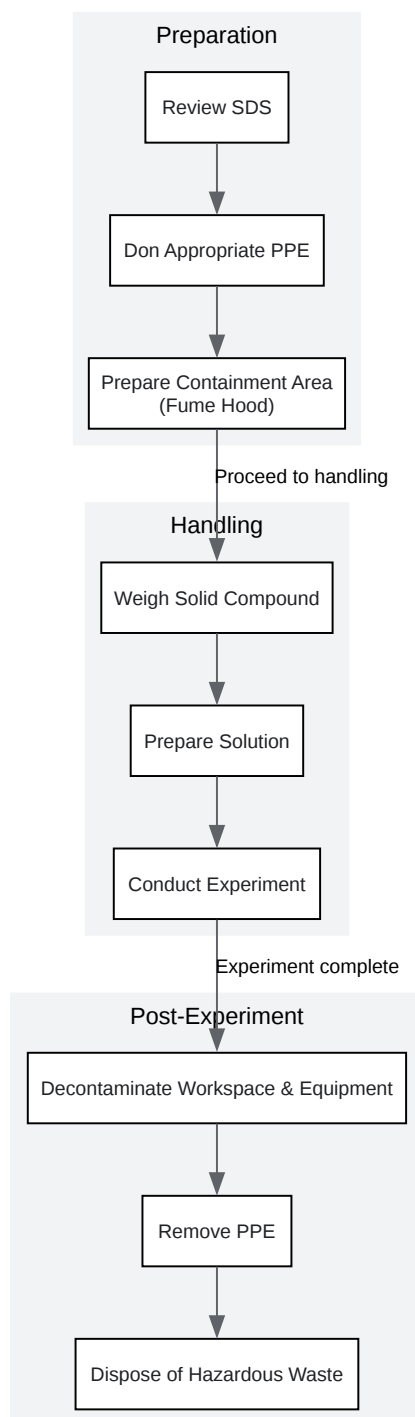 Preparation
Review SDS
Don Appropriate PPE
Prepare Containment Area
(Fume Hood)
Proceed to handling
Handling
Weigh Solid Compound
Prepare Solution
Conduct Experiment
Experiment complete
Post-Experiment
Decontaminate Workspace & Equipment
Remove PPE
Dispose of Hazardous Waste